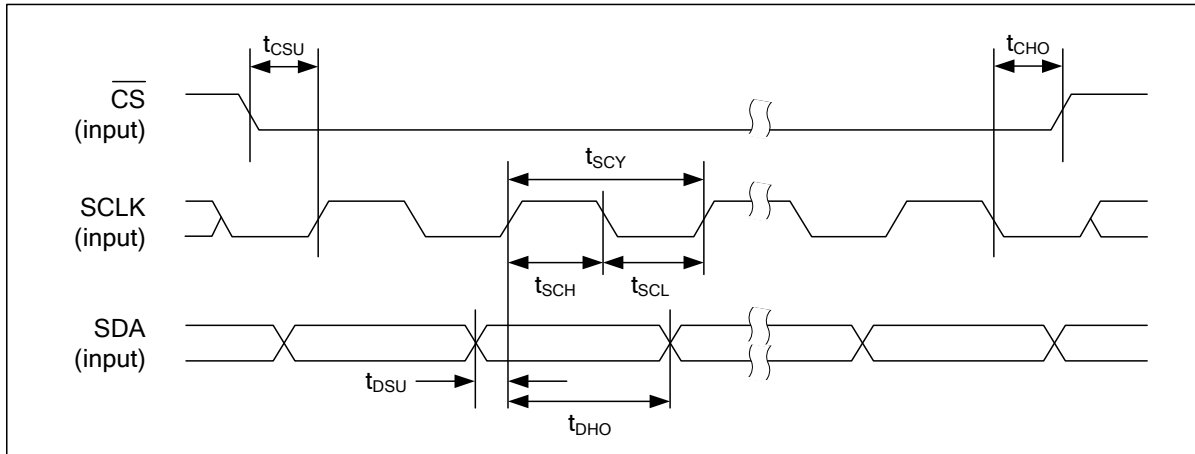 tCSU
tCHO
CS
(input)
tSCY
SCLK
(input)
tSCH
tSCL
SDA
(input)
tDSU
tDHO